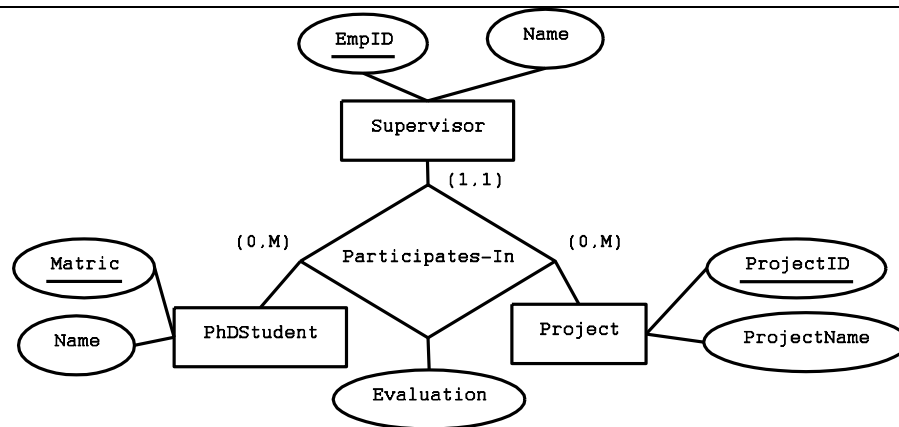 EmpID
Name
Supervisor
(1,1)
(0,M)
(0,M)
Participates-In
Matric
ProjectID
PhDStudent
Project
Name
ProjectName
Evaluation